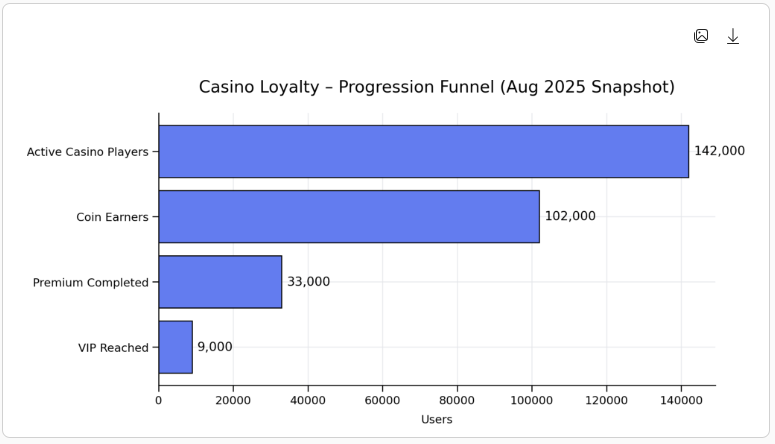 Casino Loyalty – Progression Funnel (Aug 2025 Snapshot)
Active Casino Players
142,000
Coin Earners
102,000
Premium Completed
33,000
VIP Reached
9,000
0 20000 40000 60000 80000 100000 120000 140000
Users